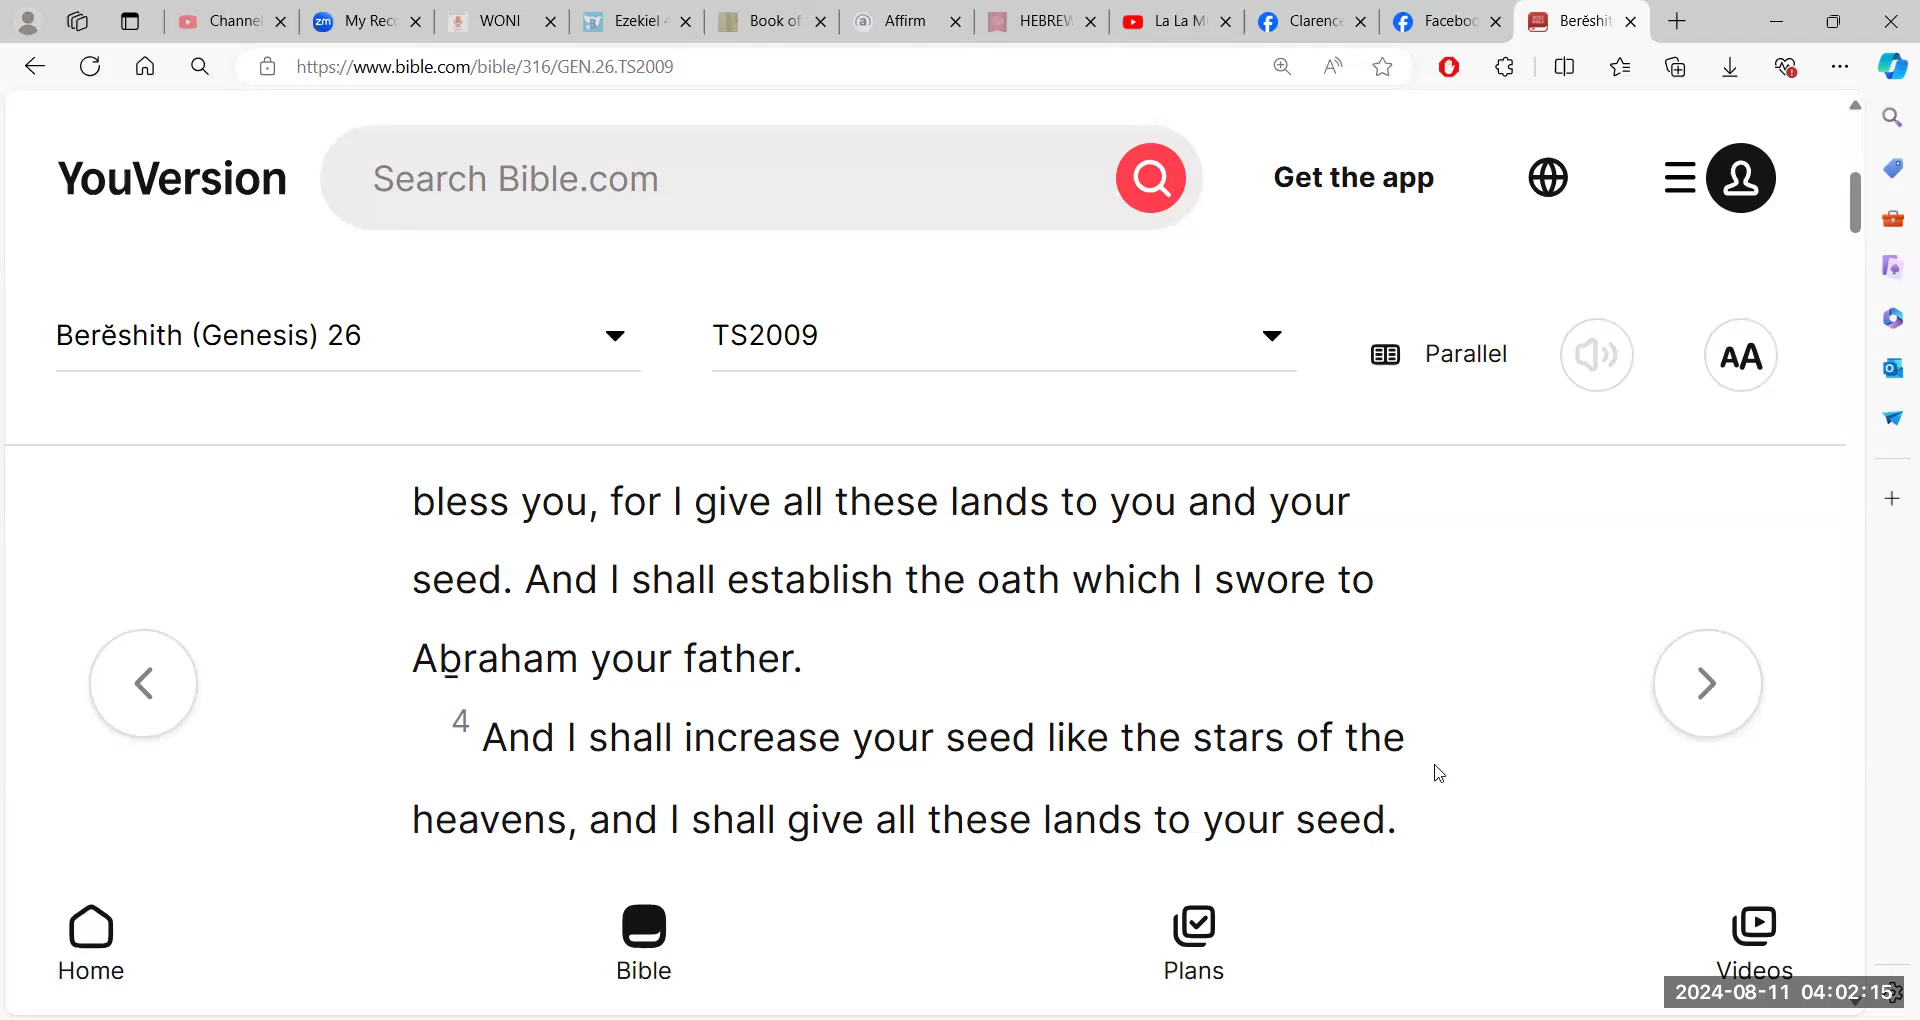 Channel
My Rec
WONI
Ezekiel 4
Book of
Affirm
HEBREW
La La M
Clarence
Faceboo
Berĕshit
https://www.bible.com/bible/316/GEN.26.TS2009
YouVersion
Search Bible.com
Get the app
Berĕshith (Genesis) 26
TS2009
Parallel
AA
bless you, for I give all these lands to you and your
seed. And I shall establish the oath which I swore to
Aḇraham your father.
4 And I shall increase your seed like the stars of the
heavens, and I shall give all these lands to your seed.
Home
Bible
Plans
Videos
2024-08-11 04:02:15